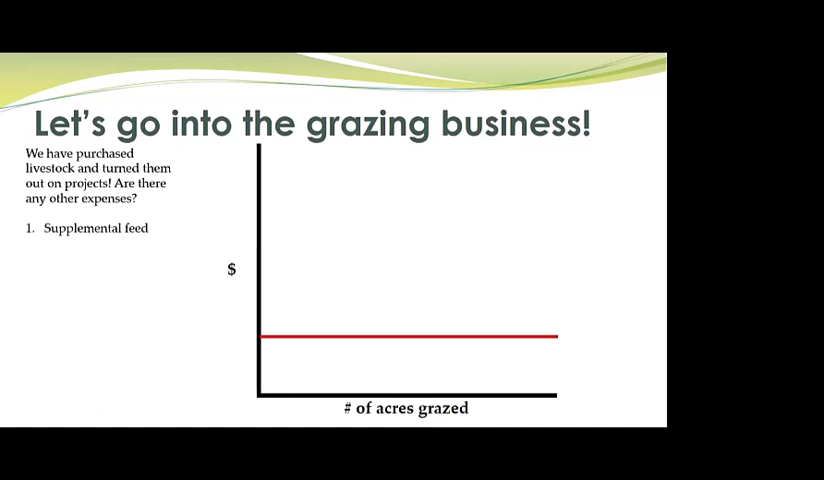 Let's go into the grazing business!
We have purchased
livestock and turned them
out on projects! Are there
any other expenses?
1. Supplemental feed
$
# of acres grazed